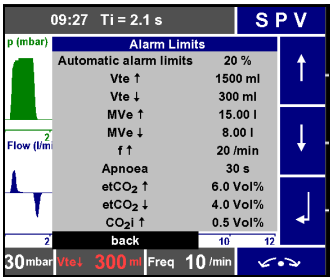 09:27 Ti = 2.1 s
S P V
p (mbar)
Alarm Limits
Automatic alarm limits 20 %
Vte ↑ 1500 ml
Vte ↓ 300 ml
MVe ↑ 15.00 l
MVe ↓ 8.00 l
f ↑ 20 /min
Apnoea 30 s
etCO₂ ↑ 6.0 Vol%
etCO₂ ↓ 4.0 Vol%
CO₂i ↑ 0.5 Vol%
back
2
Flow (l/mi
2 10 12
30 mbar Vte↓ 300 ml Freq 10 /min